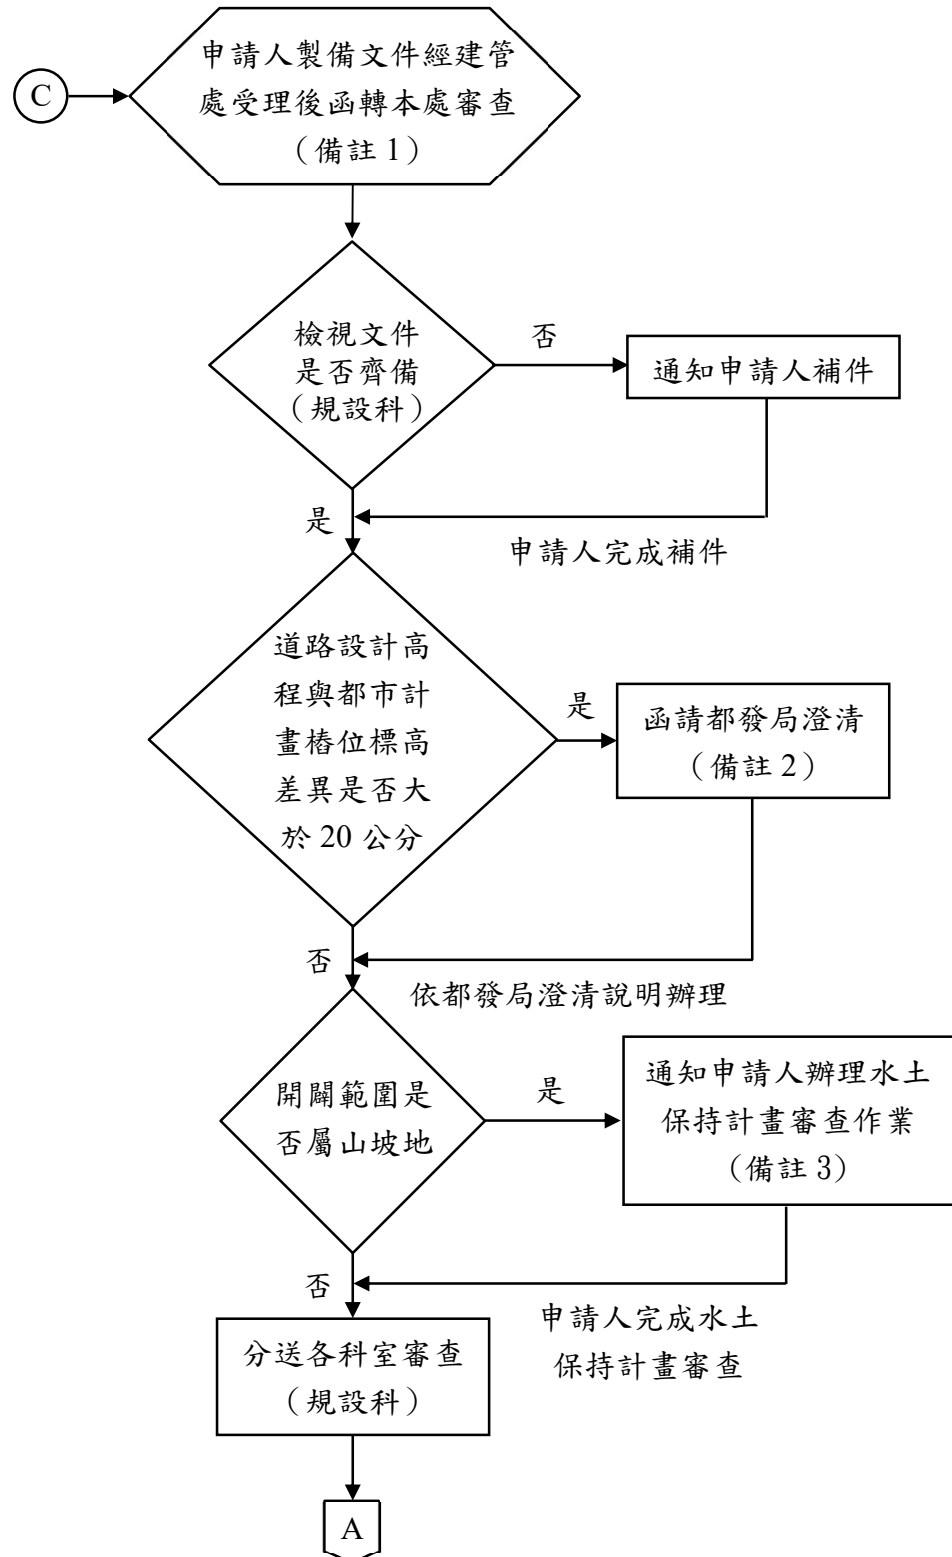 C
申請人製備文件經建管
處受理後函轉本處審查
（備註 1）
檢視文件
是否齊備
（規設科）
否
通知申請人補件
是
申請人完成補件
道路設計高
程與都市計
畫樁位標高
差異是否大
於 20 公分
是
函請都發局澄清
（備註 2）
否
依都發局澄清說明辦理
開闢範圍是
否屬山坡地
是
通知申請人辦理水土
保持計畫審查作業
（備註 3）
否
申請人完成水土
保持計畫審查
分送各科室審查
（規設科）
A